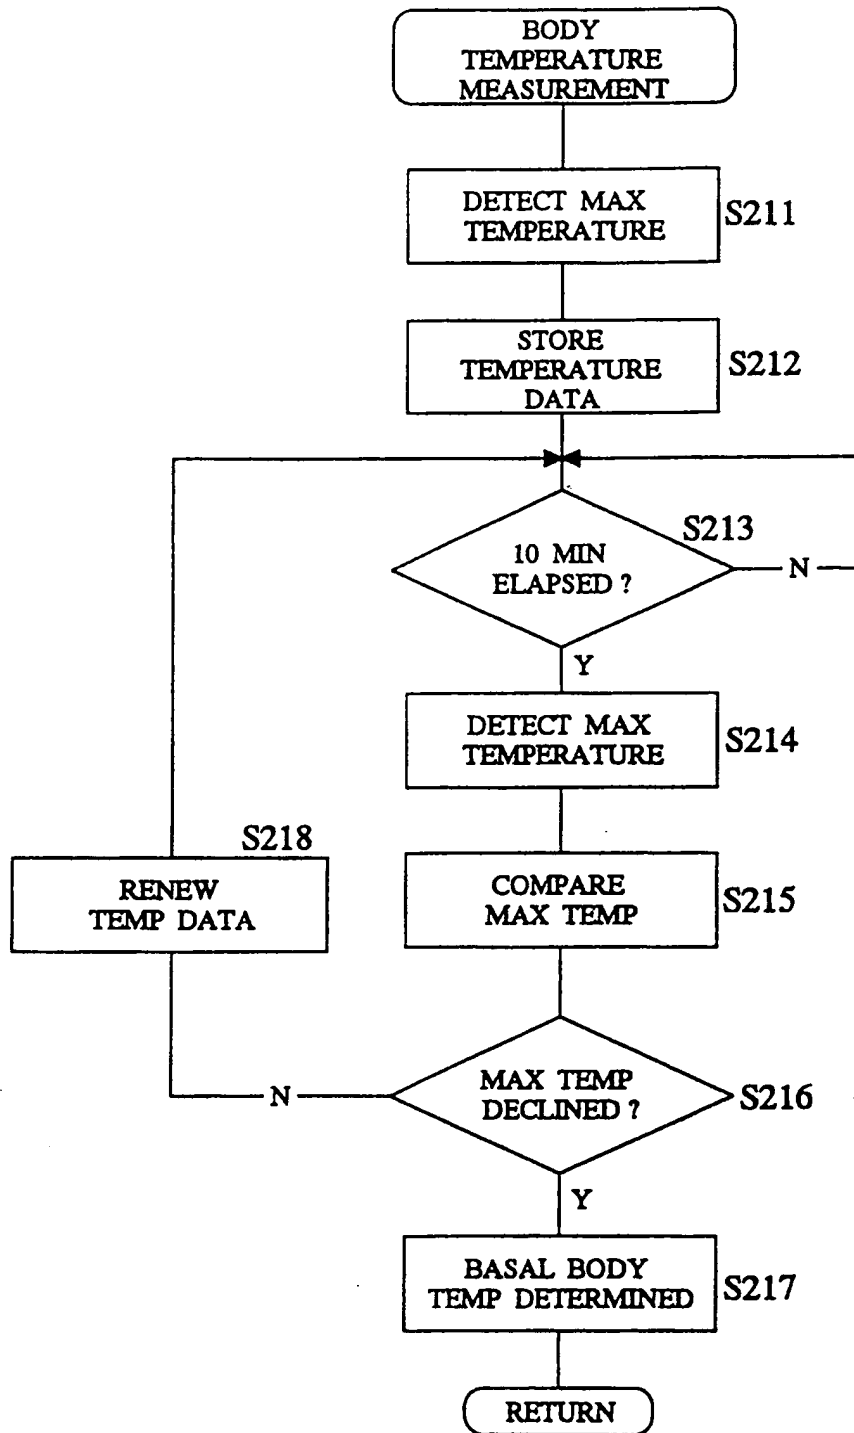 BODY
TEMPERATURE
MEASUREMENT
DETECT MAX
TEMPERATURE
S211
STORE
TEMPERATURE
DATA
S212
S213
10 MIN
ELAPSED ?
N
Y
DETECT MAX
TEMPERATURE
S214
S218
RENEW
TEMP DATA
COMPARE
MAX TEMP
S215
N
MAX TEMP
DECLINED ?
S216
Y
BASAL BODY
TEMP DETERMINED
S217
RETURN